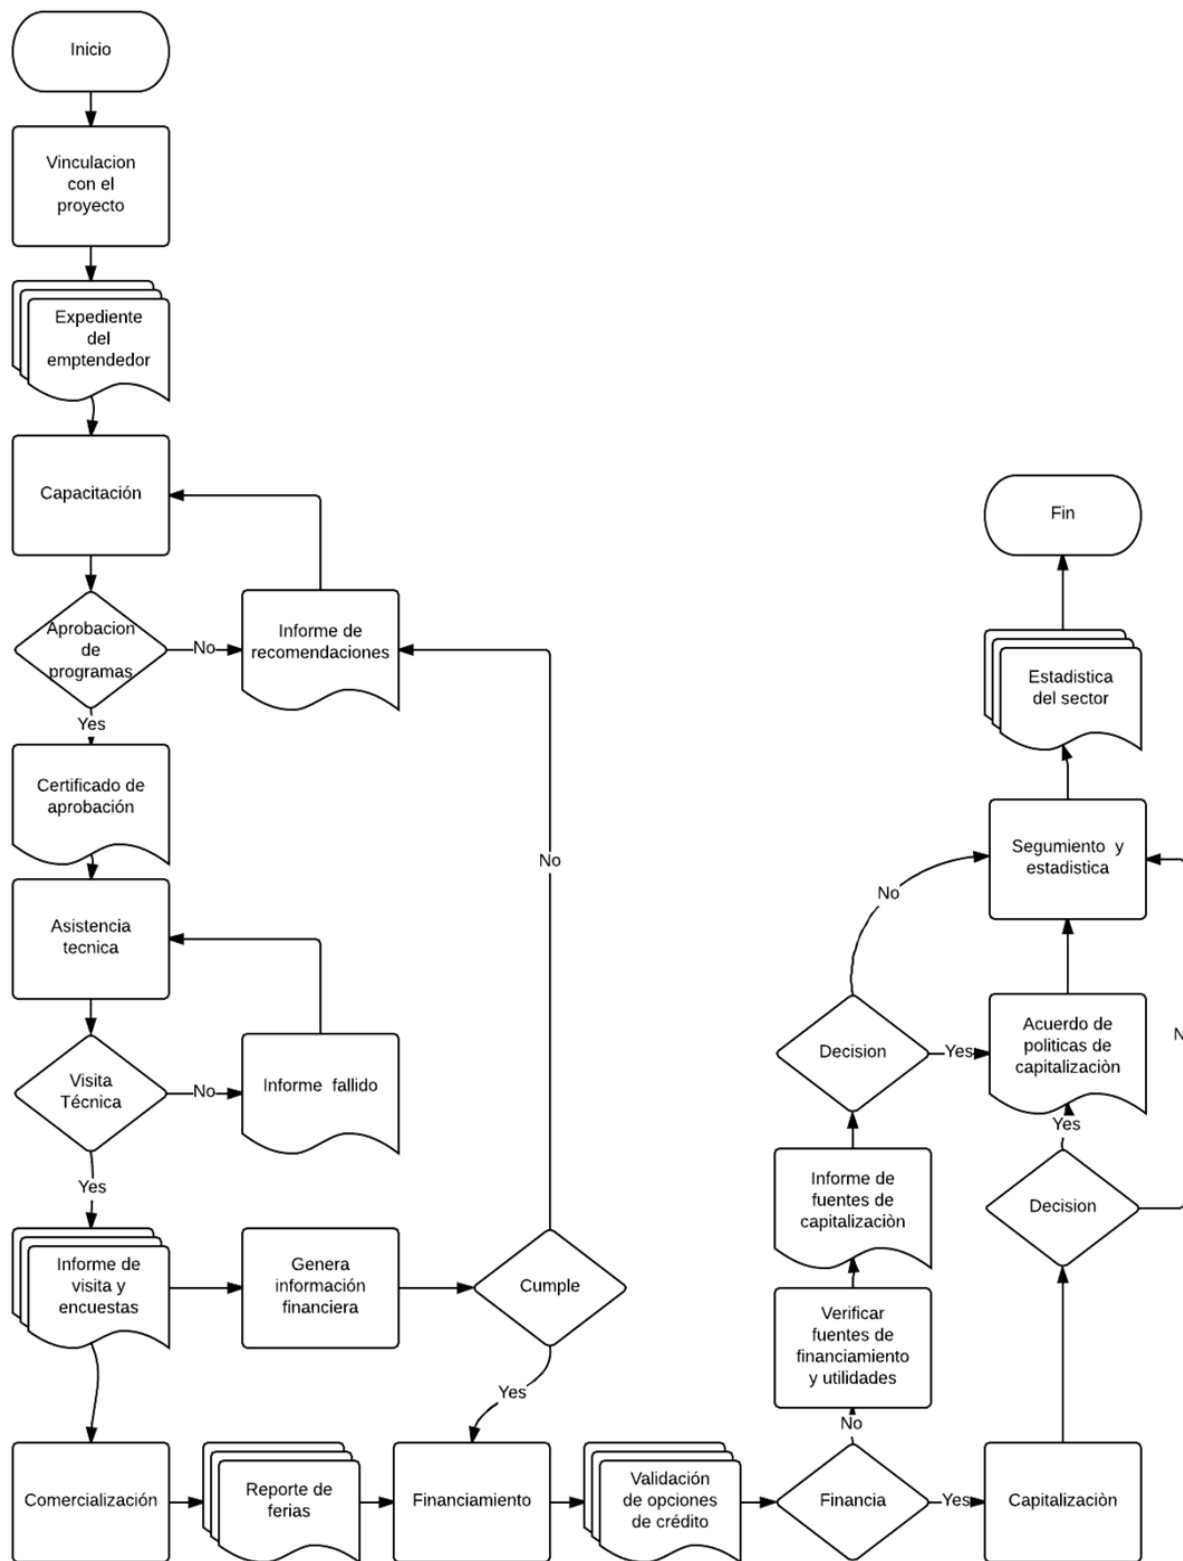 Inicio
Vinculacion
con el
proyecto
Expediente
del
emptendedor
Capacitación
Aprobacion
de
programas
No
Informe de
recomendaciones
Yes
Certificado de
aprobación
Asistencia
tecnica
Visita
Técnica
No
Informe fallido
Yes
Informe de
visita y
encuestas
Genera
información
financiera
Cumple
No
Yes
Comercialización
Reporte de
ferias
Financiamiento
Validación
de opciones
de crédito
Financia
No
Yes
Verificar
fuentes de
financiamiento
y utilidades
Informe de
fuentes de
capitalizaciòn
Decision
No
Yes
Capitalizaciòn
Decision
Yes
N
Acuerdo de
politicas de
capitalizaciòn
Segumiento y
estadistica
Estadistica
del sector
Fin